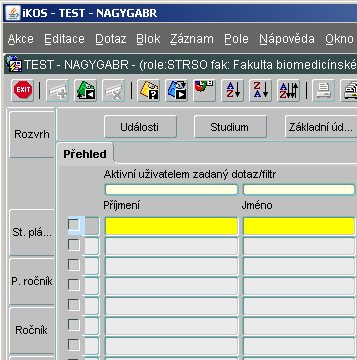 iKOS - TEST - NAGYGABR
Akce Editace Dotaz Blok Záznam Pole Nápověda Okno
TEST - NAGYGABR - (role:STRSO fak: Fakulta biomedicínské
EXIT
Rozvrh
Události Studium Základní úd...
Přehled
Aktivní uživatelem zadaný dotaz/filtr
Příjmení Jméno
St. plá...
P. ročník
Ročník